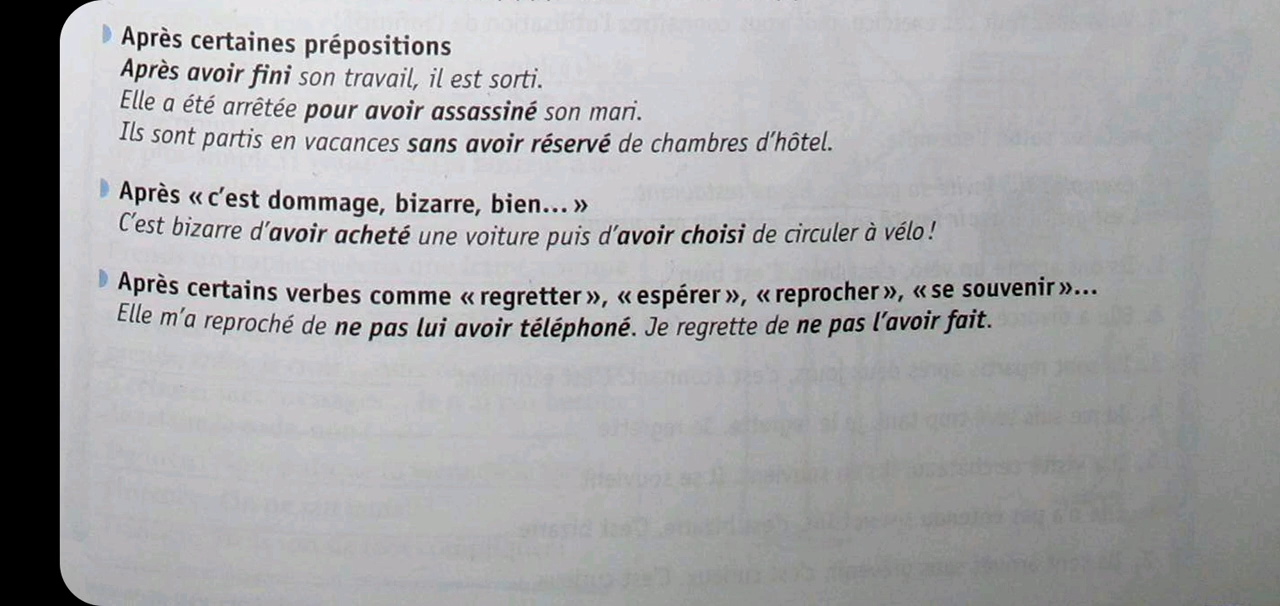 Après certaines prépositions
Après avoir fini son travail, il est sorti.
Elle a été arrêtée pour avoir assassiné son mari.
Ils sont partis en vacances sans avoir réservé de chambres d'hôtel.
Après « c'est dommage, bizarre, bien... »
C'est bizarre d'avoir acheté une voiture puis d'avoir choisi de circuler à vélo !
Après certains verbes comme « regretter », « espérer », « reprocher », « se souvenir »...
Elle m'a reproché de ne pas lui avoir téléphoné. Je regrette de ne pas l'avoir fait.